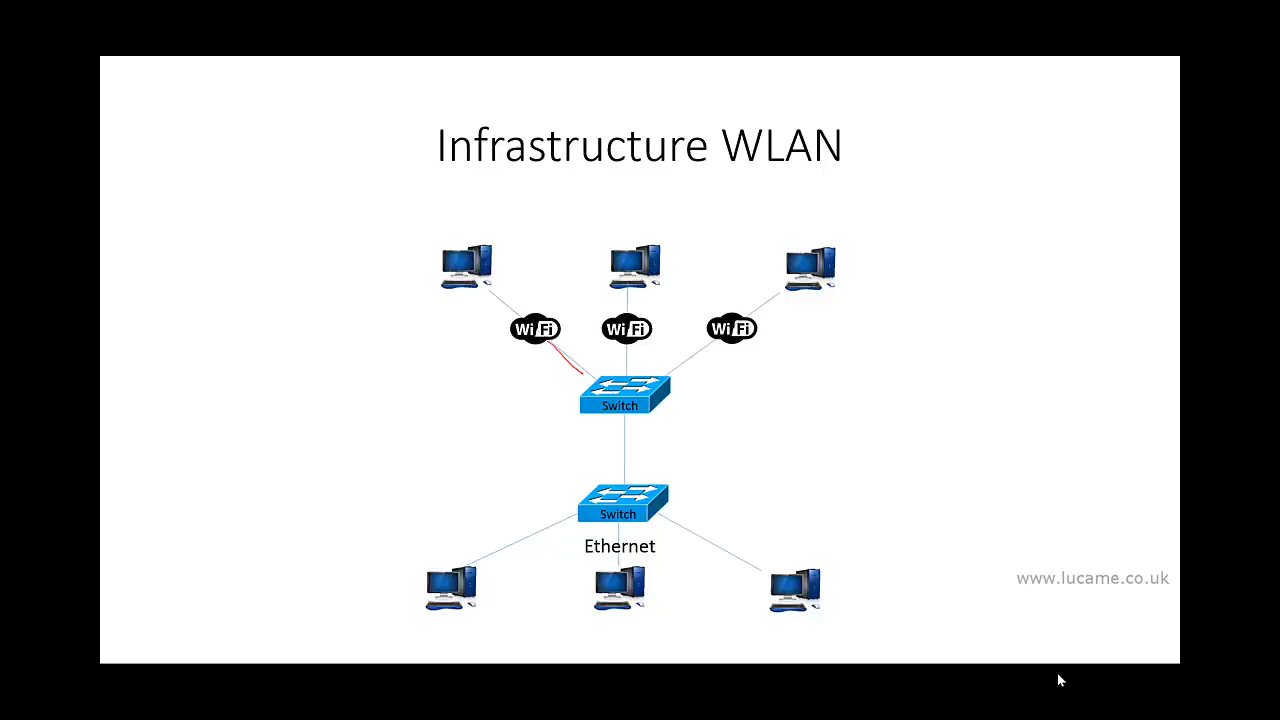 Infrastructure WLAN
Wi Fi Wi Fi Wi Fi
Switch
Switch
Ethernet
www.lucame.co.uk